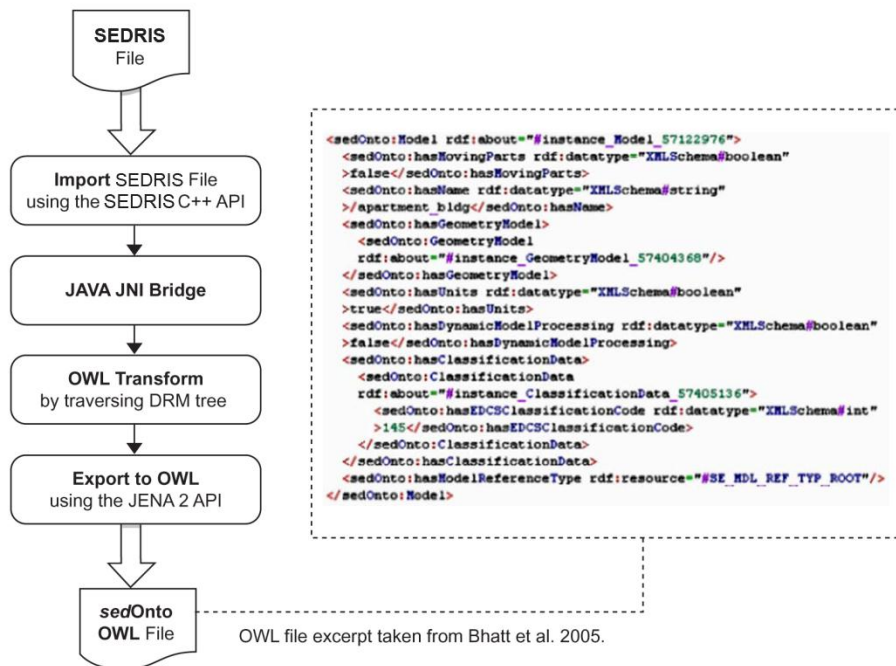 SEDRIS
File
Import SEDRIS File
using the SEDRIS C++ API
JAVA JNI Bridge
OWL Transform
by traversing DRM tree
Export to OWL
using the JENA 2 API
sedOnto
OWL File
<sedOnto:Model rdf:about="#instance_Model_57122976">
<sedOnto:hasMovingParts rdf:datatype="XMLSchema#boolean"
>false</sedOnto:hasMovingParts>
<sedOnto:hasName rdf:datatype="XMLSchema#string"
>/apartment_bldg</sedOnto:hasName>
<sedOnto:hasGeometryModel>
<sedOnto:GeometryModel
rdf:about="#instance_GeometryModel_57404368"/>
</sedOnto:hasGeometryModel>
<sedOnto:hasUnits rdf:datatype="XMLSchema#boolean"
>true</sedOnto:hasUnits>
<sedOnto:hasDynamicModelProcessing rdf:datatype="XMLSchema#boolean"
>false</sedOnto:hasDynamicModelProcessing>
<sedOnto:hasClassificationData>
<sedOnto:ClassificationData
rdf:about="#instance_ClassificationData_57405136">
<sedOnto:hasEDCSClassificationCode rdf:datatype="XMLSchema#int"
>145</sedOnto:hasEDCSClassificationCode>
</sedOnto:ClassificationData>
</sedOnto:hasClassificationData>
<sedOnto:hasModelReferenceType rdf:resource="#SE_MDL_REF_TYP_ROOT"/>
</sedOnto:Model>
OWL file excerpt taken from Bhatt et al. 2005.